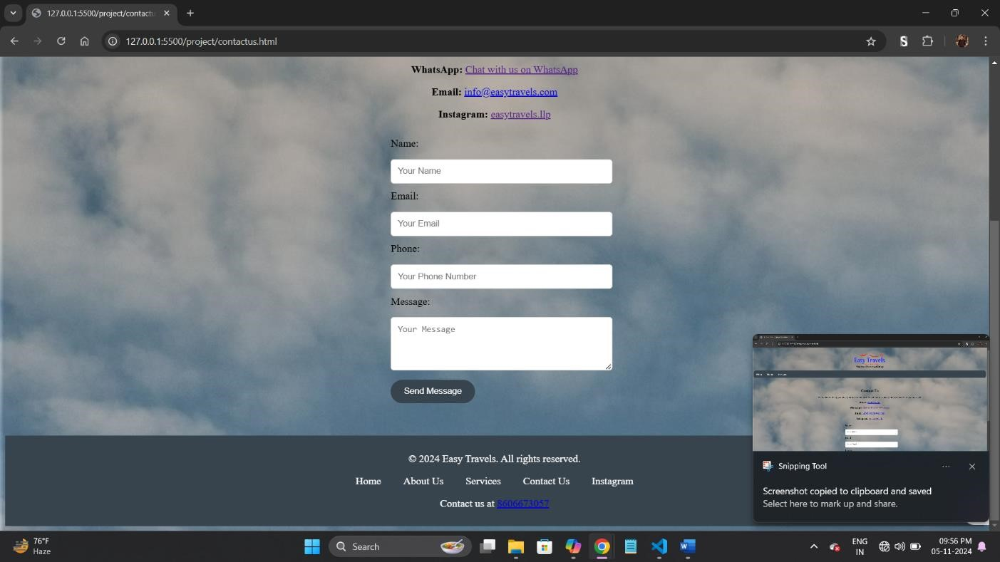 127.0.0.1:5500/project/contactu
127.0.0.1:5500/project/contactus.html
WhatsApp: Chat with us on WhatsApp
Email: info@easytravels.com
Instagram: easytravels.llp
Name:
Your Name
Email:
Your Email
Phone:
Your Phone Number
Message:
Your Message
Send Message
© 2024 Easy Travels. All rights reserved.
Home About Us Services Contact Us Instagram
Contact us at 8606673057
Easy Travels
Contact Us
Snipping Tool
Screenshot copied to clipboard and saved
Select here to mark up and share.
76°F
Haze
Search
ENG
IN
09:56 PM
05-11-2024